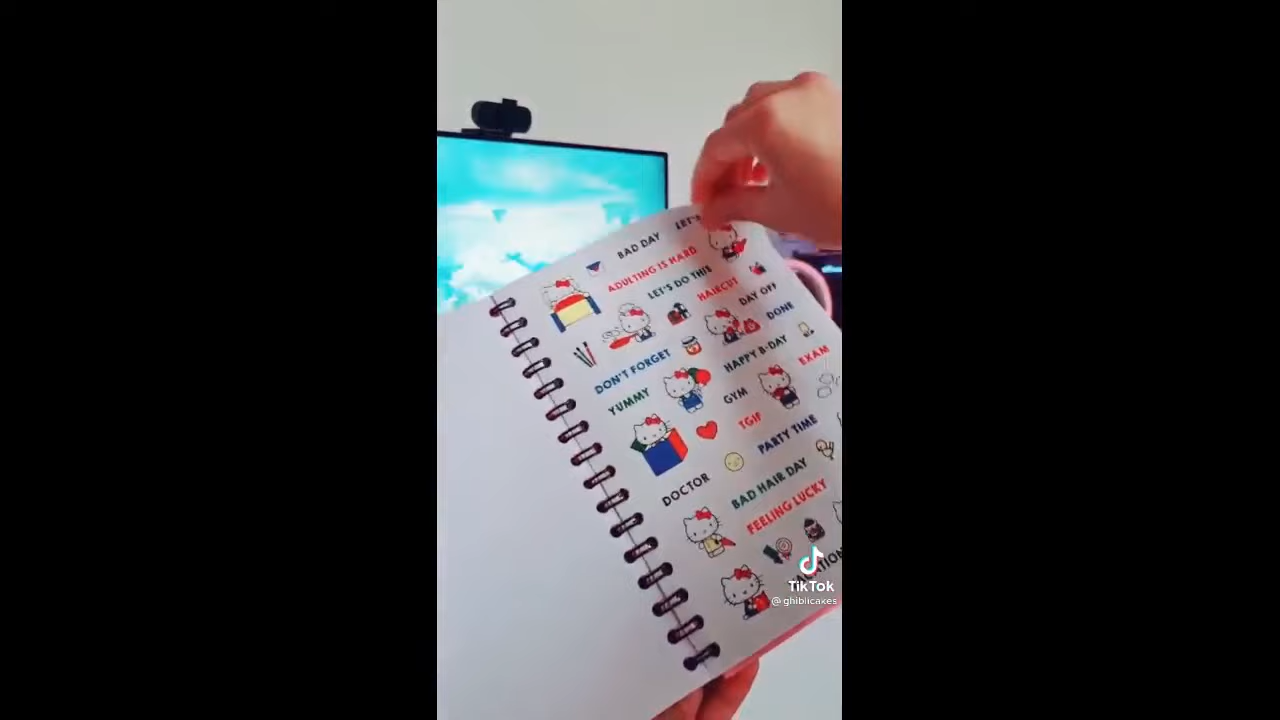 BAD DAY
LET'S
ADULTING IS HARD
LET'S DO THIS
HAIRCUT
DAY OFF
DONE
DON'T FORGET
HAPPY B-DAY
EXAM
YUMMY
GYM
TGIF
PARTY TIME
DOCTOR
BAD HAIR DAY
FEELING LUCKY
TikTok
@ghiblicakes